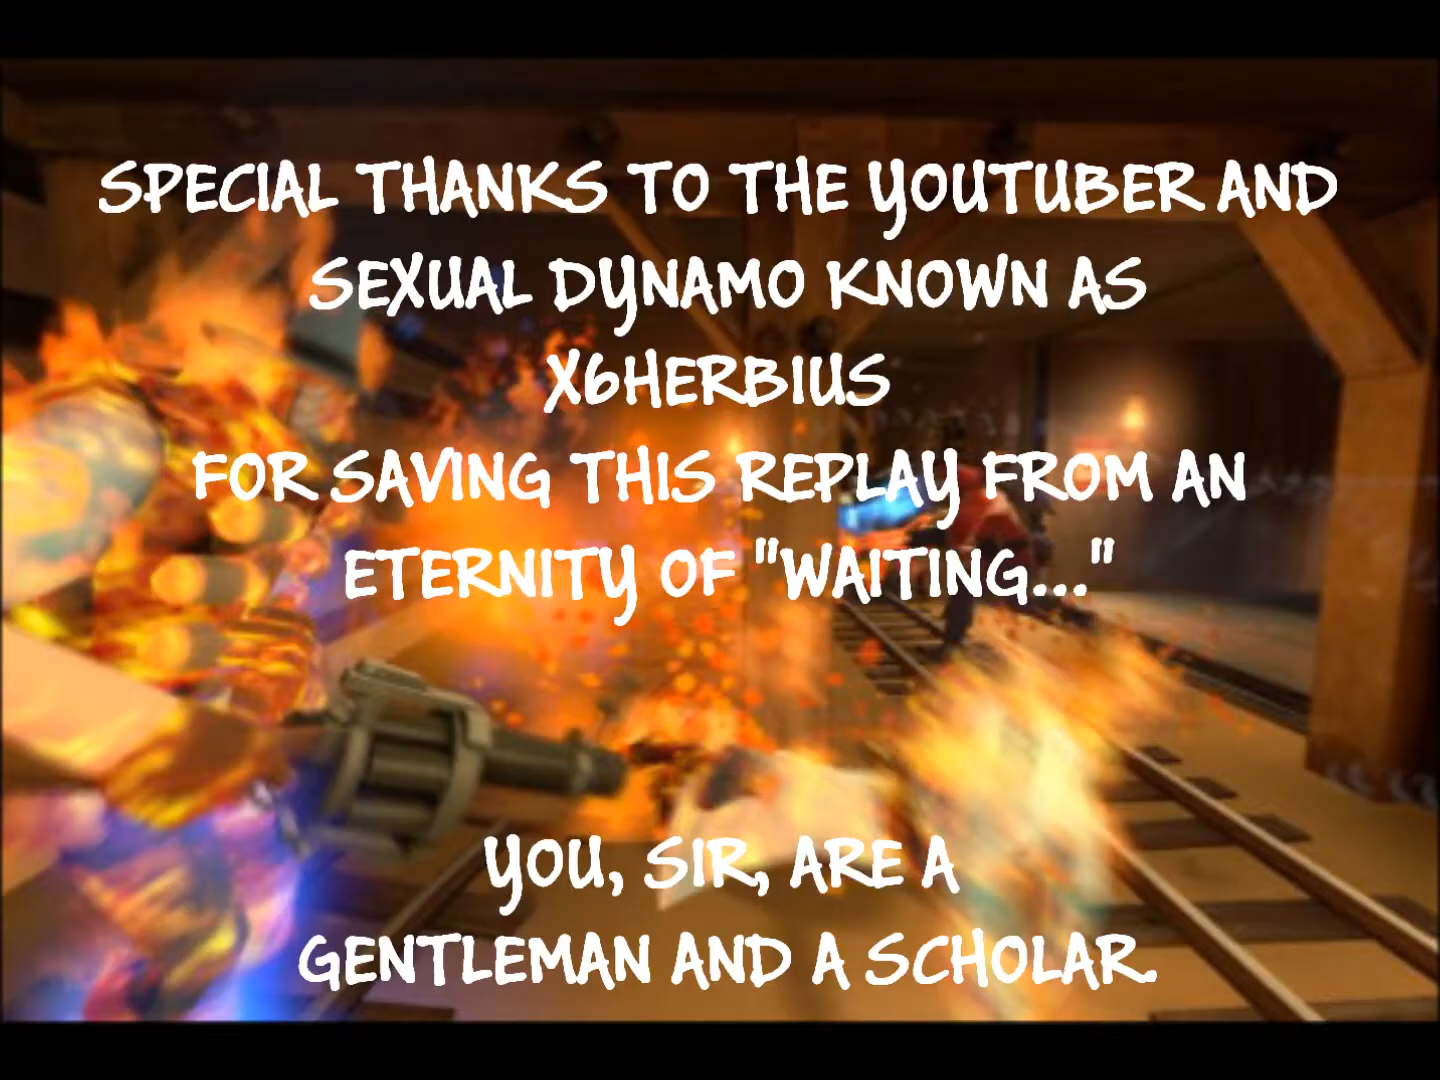 SPECIAL THANKS TO THE YOUTUBER AND
SEXUAL DYNAMO KNOWN AS
X6HERBIUS
FOR SAVING THIS REPLAY FROM AN
ETERNITY OF "WAITING..."
YOU, SIR, ARE A
GENTLEMAN AND A SCHOLAR.